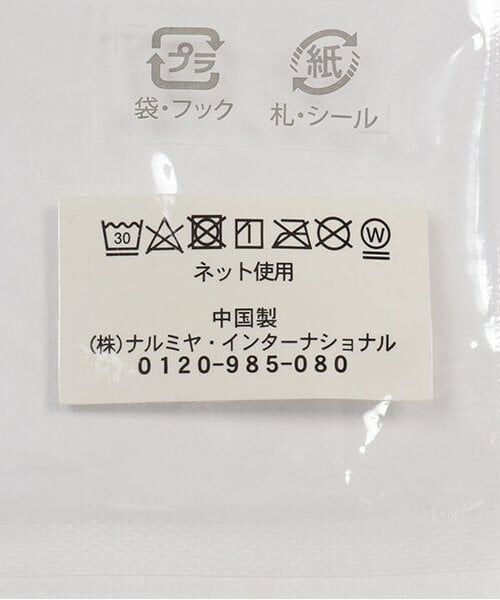 プラ 紙
袋・フック 札・シール
30 1 W
ネット使用
中国製
(株)ナルミヤ・インターナショナル
0120-985-080